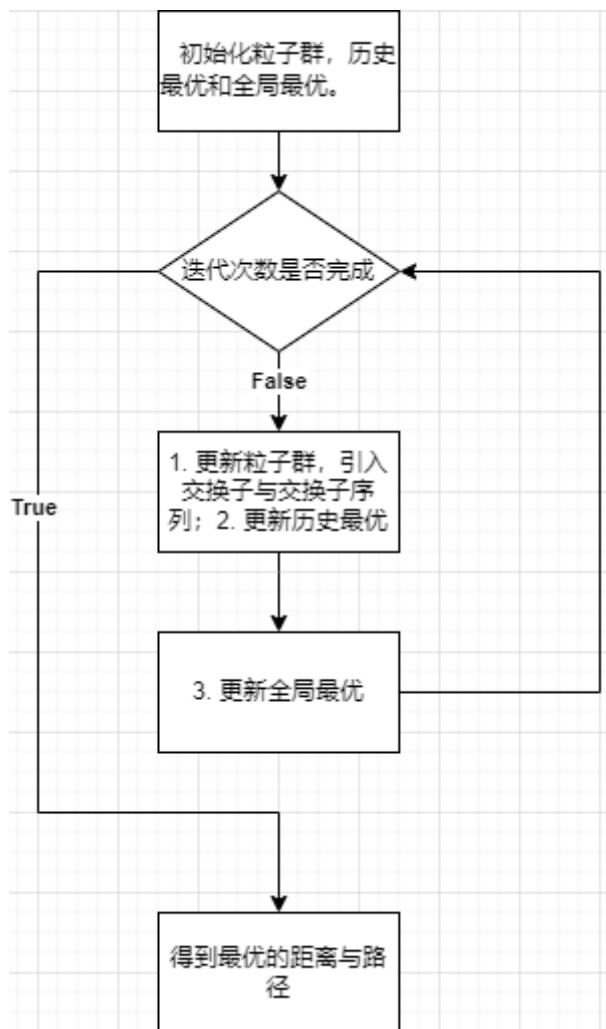 初始化粒子群，历史
最优和全局最优。
迭代次数是否完成
False
1. 更新粒子群，引入
交换子与交换子序
列；2. 更新历史最优
True
3. 更新全局最优
得到最优的距离与路
径